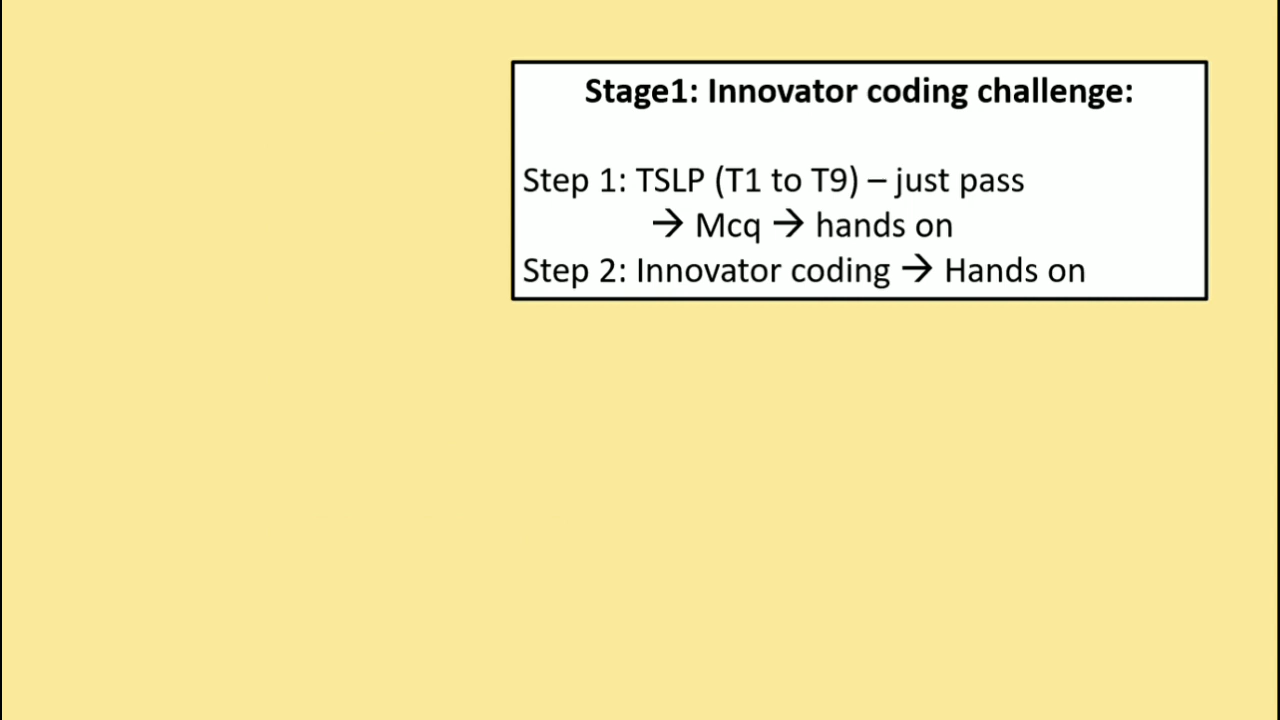 Stage1: Innovator coding challenge:
Step 1: TSLP (T1 to T9) – just pass
→ Mcq → hands on
Step 2: Innovator coding → Hands on